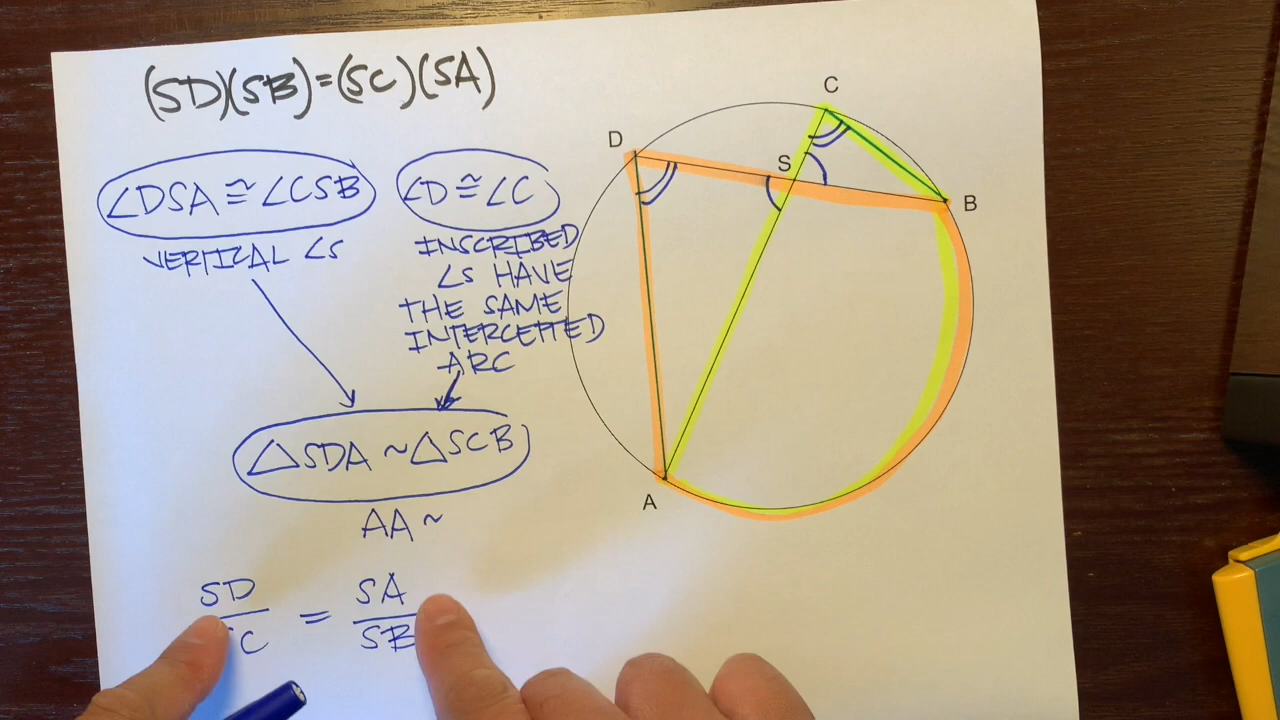 (SD)(SB)=(SC)(SA)
∠DSA ≅ ∠CSB
VERTICAL ∠S
∠D ≅ ∠C
INSCRIBED
∠S HAVE
THE SAME
INTERCEPTED
ARC
△SDA ~ △SCB
AA ~
SD = SA
C SB
C
D
S
B
A